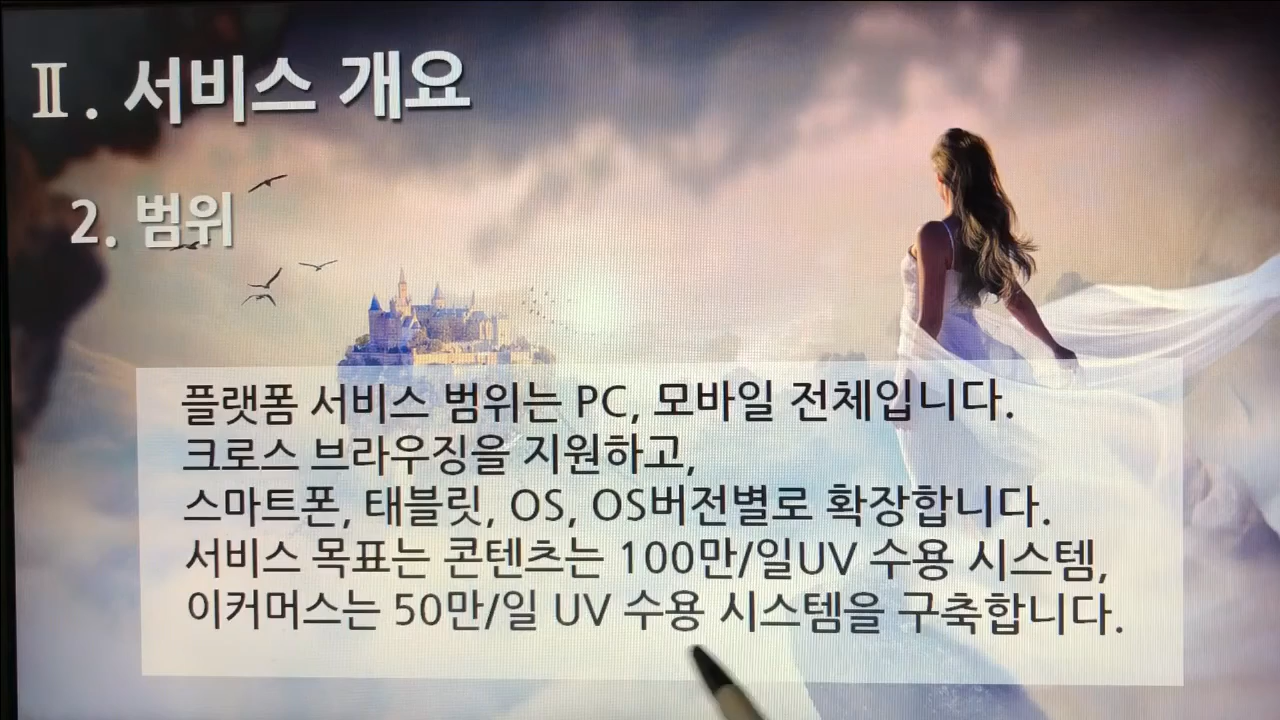 Ⅱ. 서비스 개요
2. 범위
플랫폼 서비스 범위는 PC, 모바일 전체입니다.
크로스 브라우징을 지원하고,
스마트폰, 태블릿, OS, OS버전별로 확장합니다.
서비스 목표는 콘텐츠는 100만/일UV 수용 시스템,
이커머스는 50만/일 UV 수용 시스템을 구축합니다.